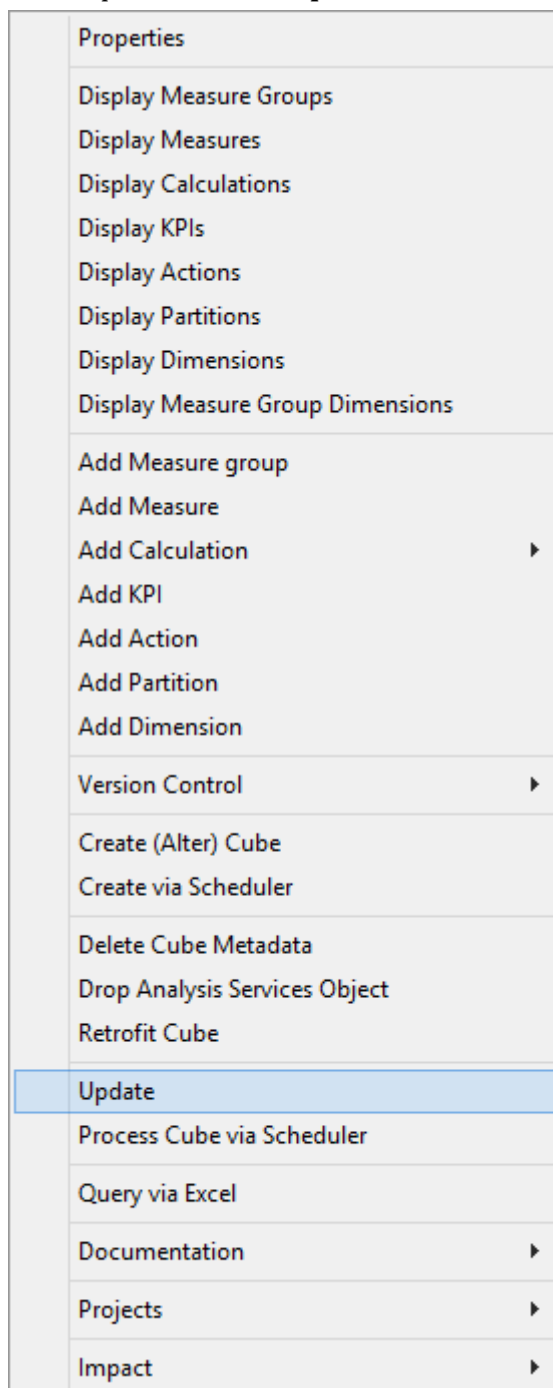 Properties
Display Measure Groups
Display Measures
Display Calculations
Display KPIs
Display Actions
Display Partitions
Display Dimensions
Display Measure Group Dimensions
Add Measure group
Add Measure
Add Calculation
Add KPI
Add Action
Add Partition
Add Dimension
Version Control
Create (Alter) Cube
Create via Scheduler
Delete Cube Metadata
Drop Analysis Services Object
Retrofit Cube
Update
Process Cube via Scheduler
Query via Excel
Documentation
Projects
Impact